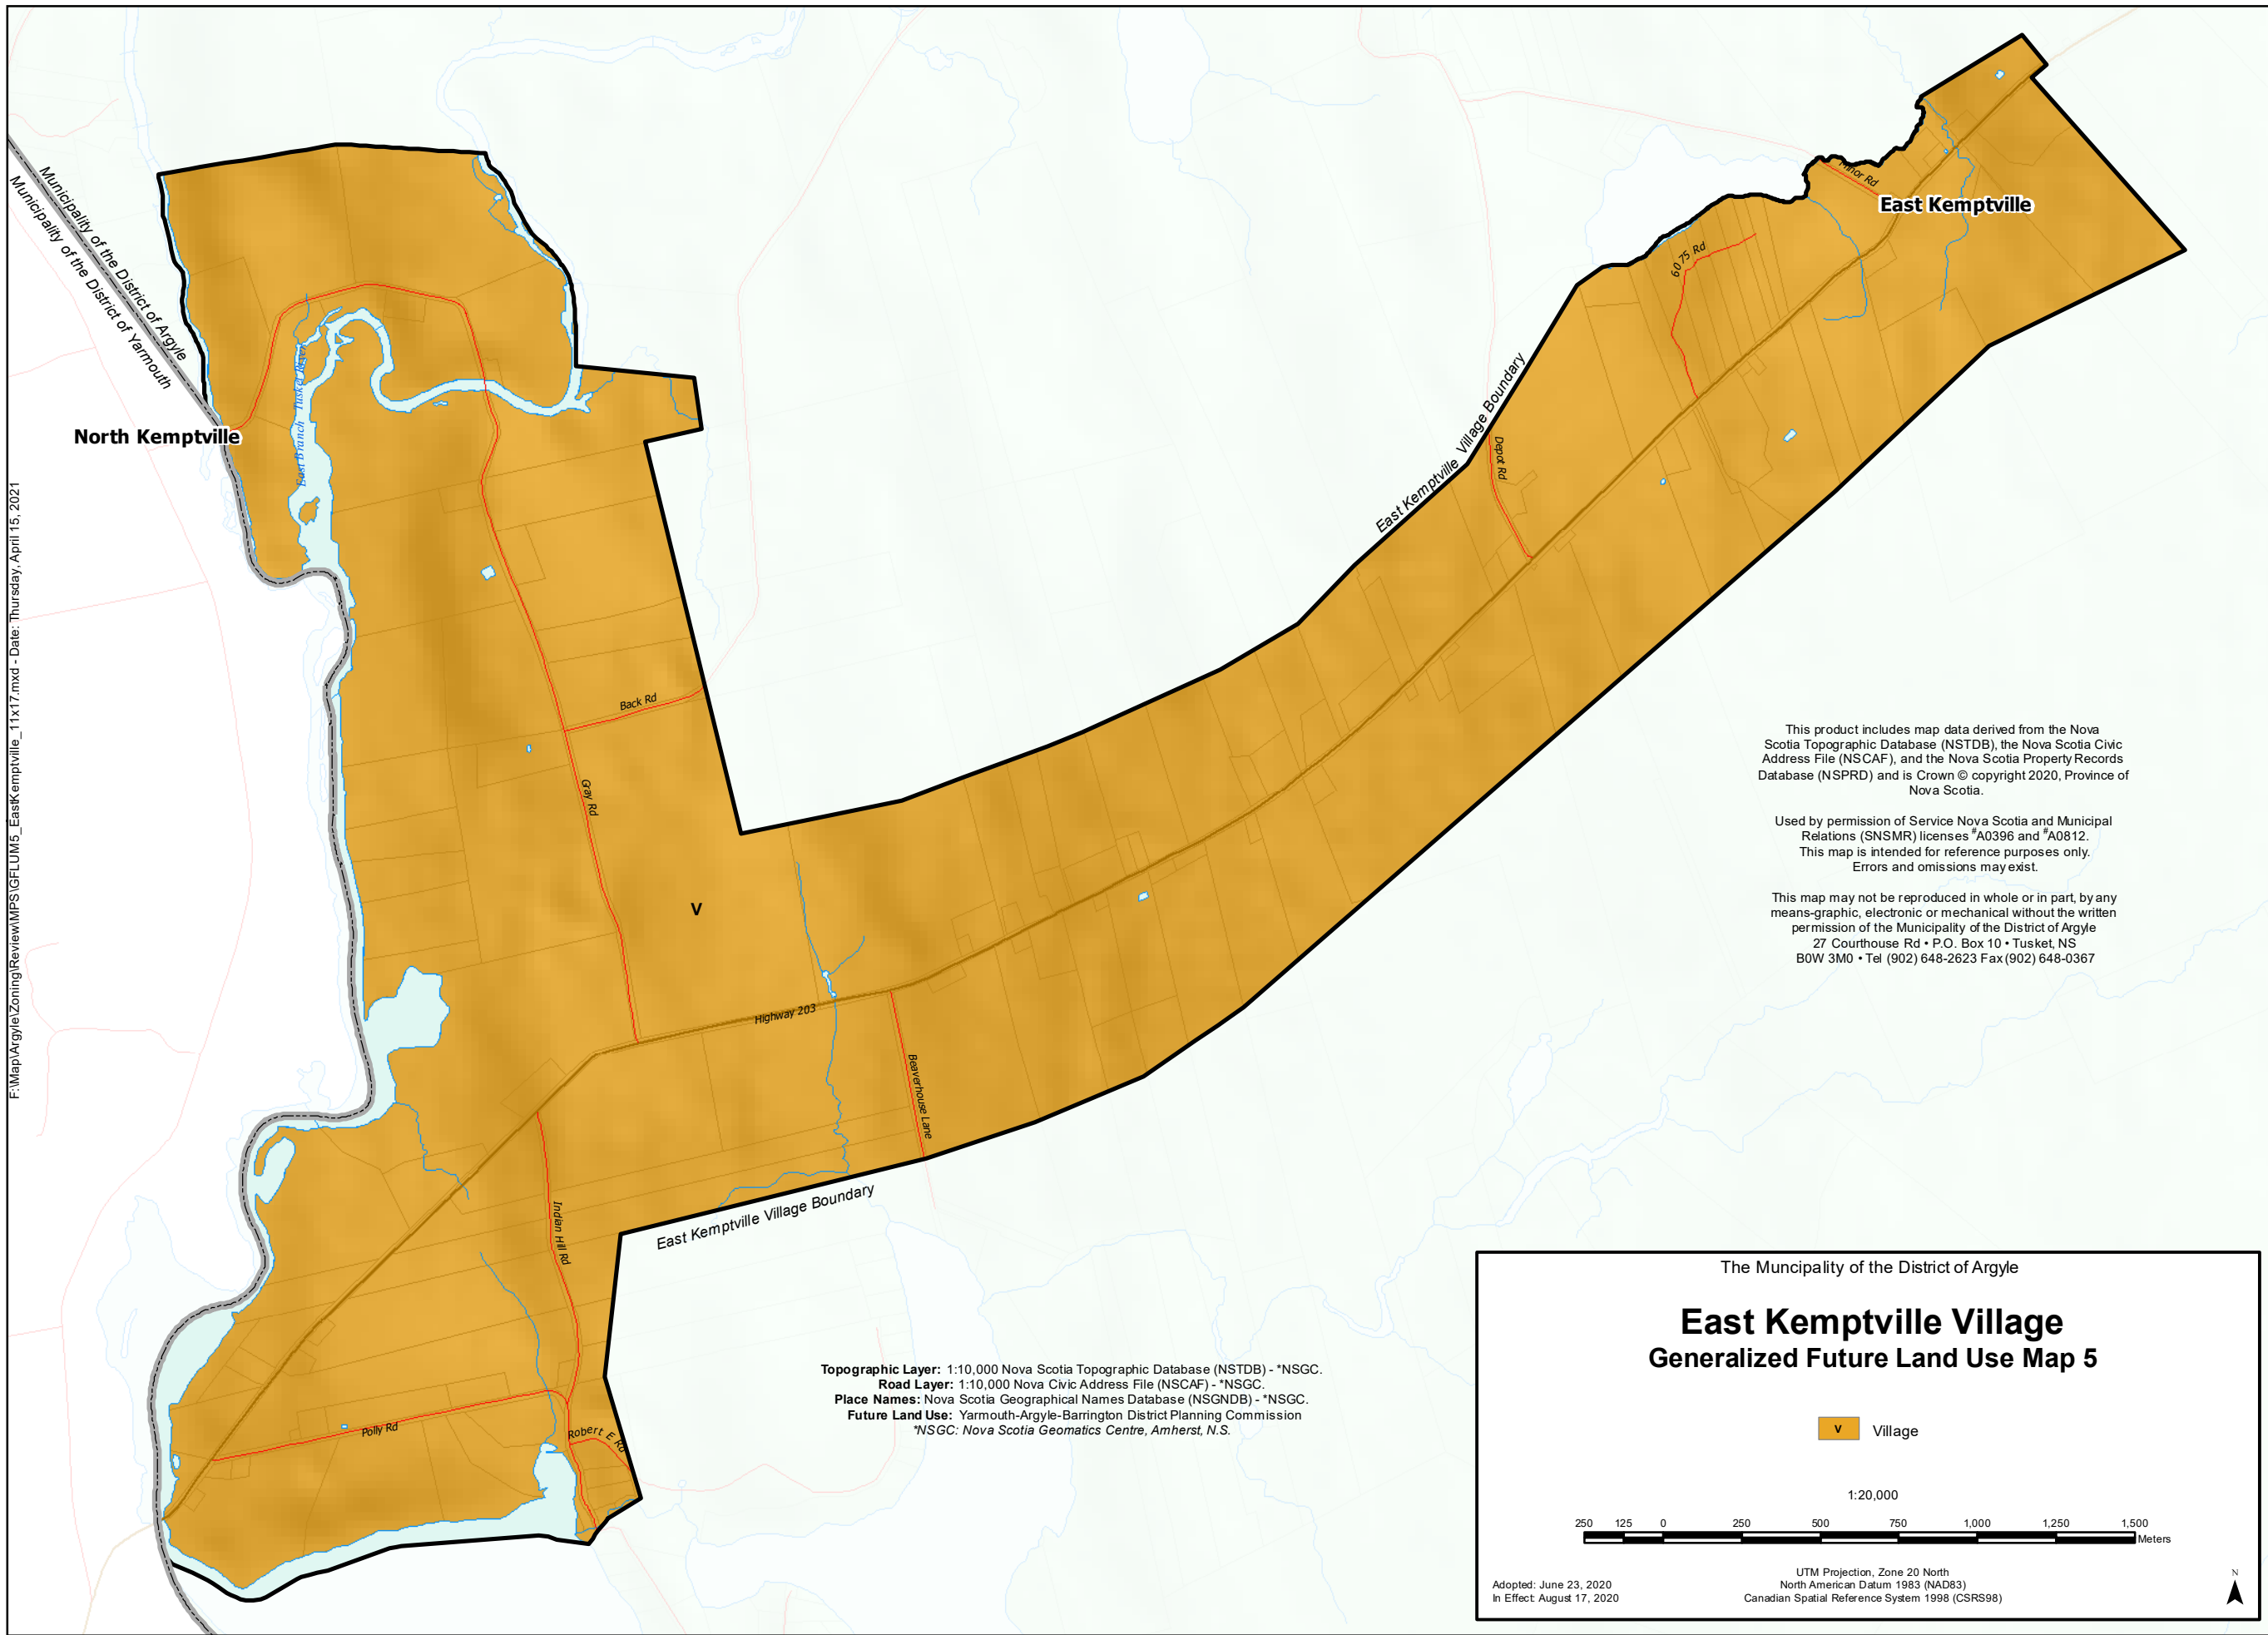 Municipality of the District of Argyle
Municipality of the District of Yarmouth
North Kemptville
East Branch Tusket River
East Kemptville
Minor Rd
6075 Rd
East Kemptville Village Boundary
Depot Rd
Back Rd
Gray Rd
V
Highway 203
Beaverhouse Lane
East Kemptville Village Boundary
Indian Hill Rd
Polly Rd
Robert E Rd
F:\Map\Argyle\Zoning\Review\MPS\GFLUM5_EastKemptville_11x17.mxd - Date: Thursday, April 15, 2021
This product includes map data derived from the Nova
Scotia Topographic Database (NSTDB), the Nova Scotia Civic
Address File (NSCAF), and the Nova Scotia Property Records
Database (NSPRD) and is Crown © copyright 2020, Province of
Nova Scotia.
Used by permission of Service Nova Scotia and Municipal
Relations (SNSMR) licenses #A0396 and #A0812.
This map is intended for reference purposes only.
Errors and omissions may exist.
This map may not be reproduced in whole or in part, by any
means-graphic, electronic or mechanical without the written
permission of the Municipality of the District of Argyle
27 Courthouse Rd • P.O. Box 10 • Tusket, NS
B0W 3M0 • Tel (902) 648-2623 Fax (902) 648-0367
Topographic Layer: 1:10,000 Nova Scotia Topographic Database (NSTDB) - *NSGC.
Road Layer: 1:10,000 Nova Civic Address File (NSCAF) - *NSGC.
Place Names: Nova Scotia Geographical Names Database (NSGNDB) - *NSGC.
Future Land Use: Yarmouth-Argyle-Barrington District Planning Commission
*NSGC: Nova Scotia Geomatics Centre, Amherst, N.S.
The Muncipality of the District of Argyle
East Kemptville Village
Generalized Future Land Use Map 5
V Village
1:20,000
250 125 0 250 500 750 1,000 1,250 1,500
Meters
UTM Projection, Zone 20 North
North American Datum 1983 (NAD83)
Canadian Spatial Reference System 1998 (CSRS98)
Adopted: June 23, 2020
In Effect: August 17, 2020
N